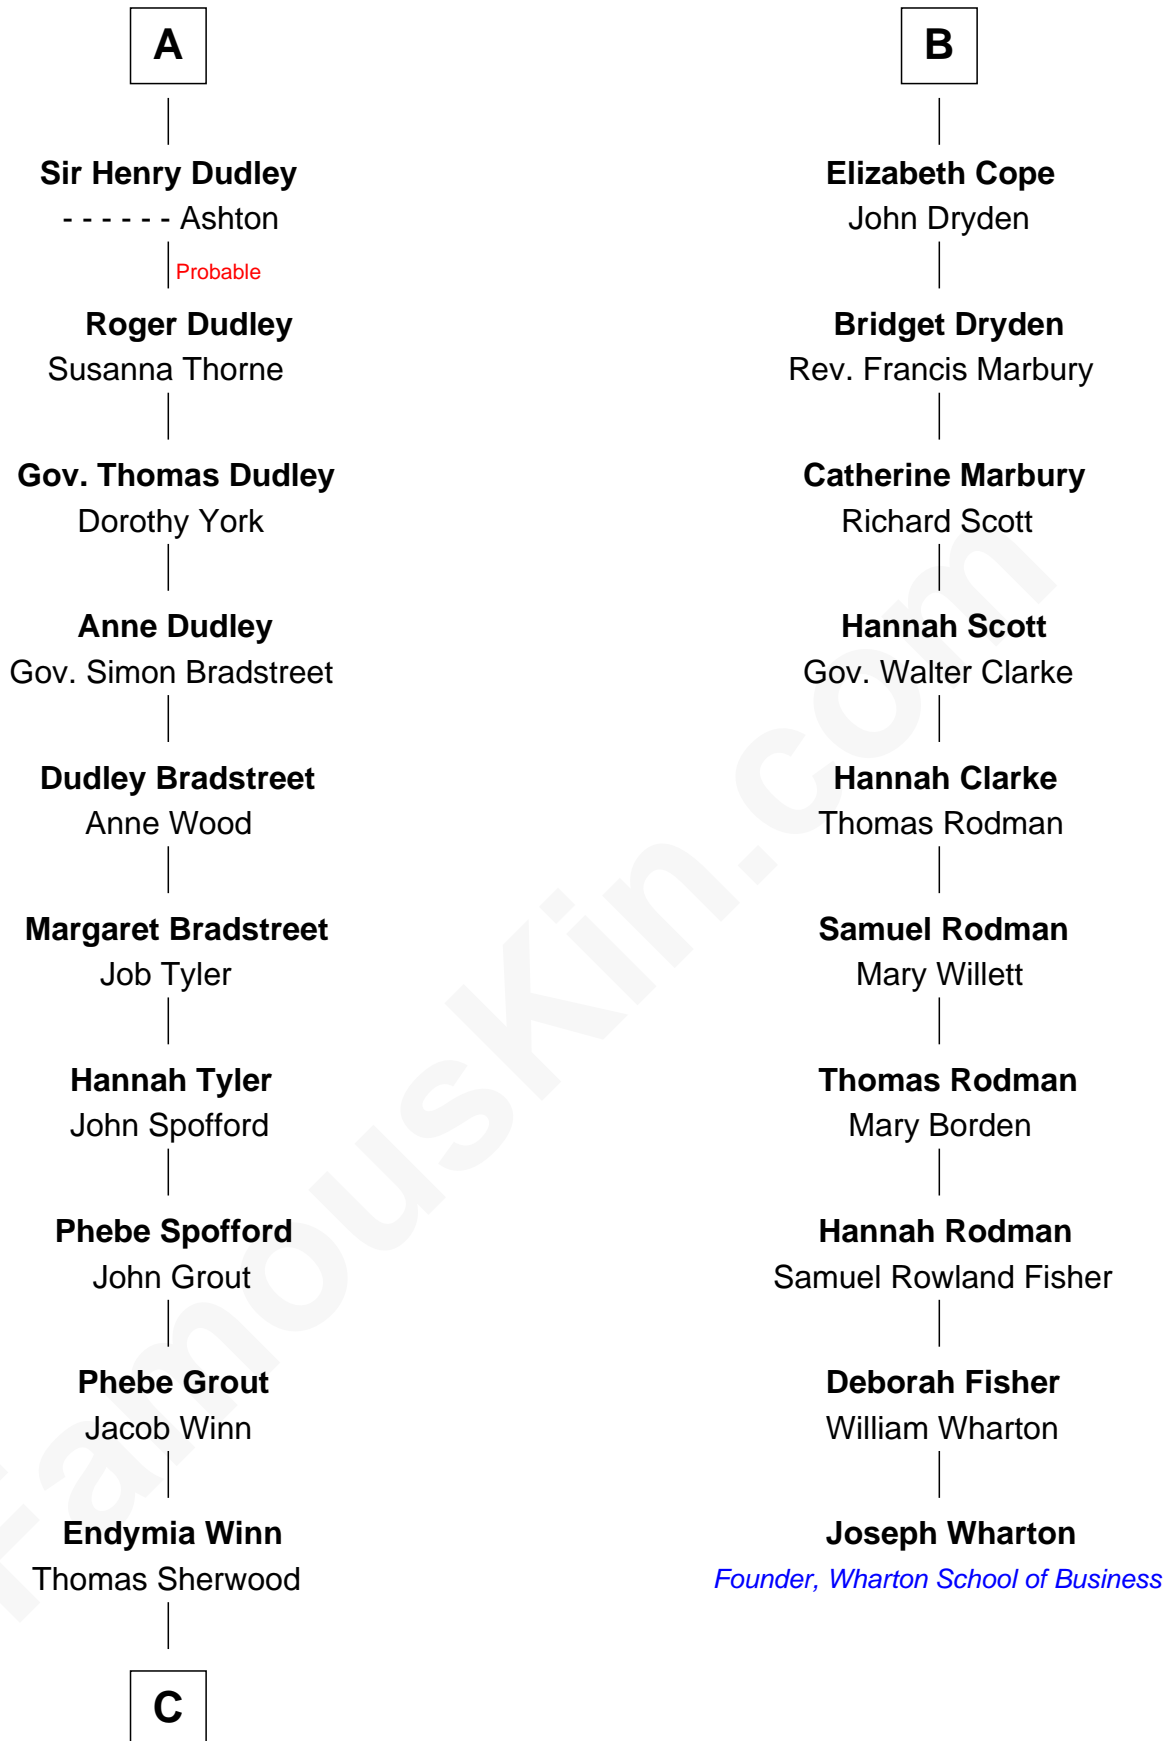 A
Sir Henry Dudley
- - - - - - Ashton
Probable
Roger Dudley
Susanna Thorne
Gov. Thomas Dudley
Dorothy York
Anne Dudley
Gov. Simon Bradstreet
Dudley Bradstreet
Anne Wood
Margaret Bradstreet
Job Tyler
Hannah Tyler
John Spofford
Phebe Spofford
John Grout
Phebe Grout
Jacob Winn
Endymia Winn
Thomas Sherwood
C
B
Elizabeth Cope
John Dryden
Bridget Dryden
Rev. Francis Marbury
Catherine Marbury
Richard Scott
Hannah Scott
Gov. Walter Clarke
Hannah Clarke
Thomas Rodman
Samuel Rodman
Mary Willett
Thomas Rodman
Mary Borden
Hannah Rodman
Samuel Rowland Fisher
Deborah Fisher
William Wharton
Joseph Wharton
Founder, Wharton School of Business
FamousKin.com